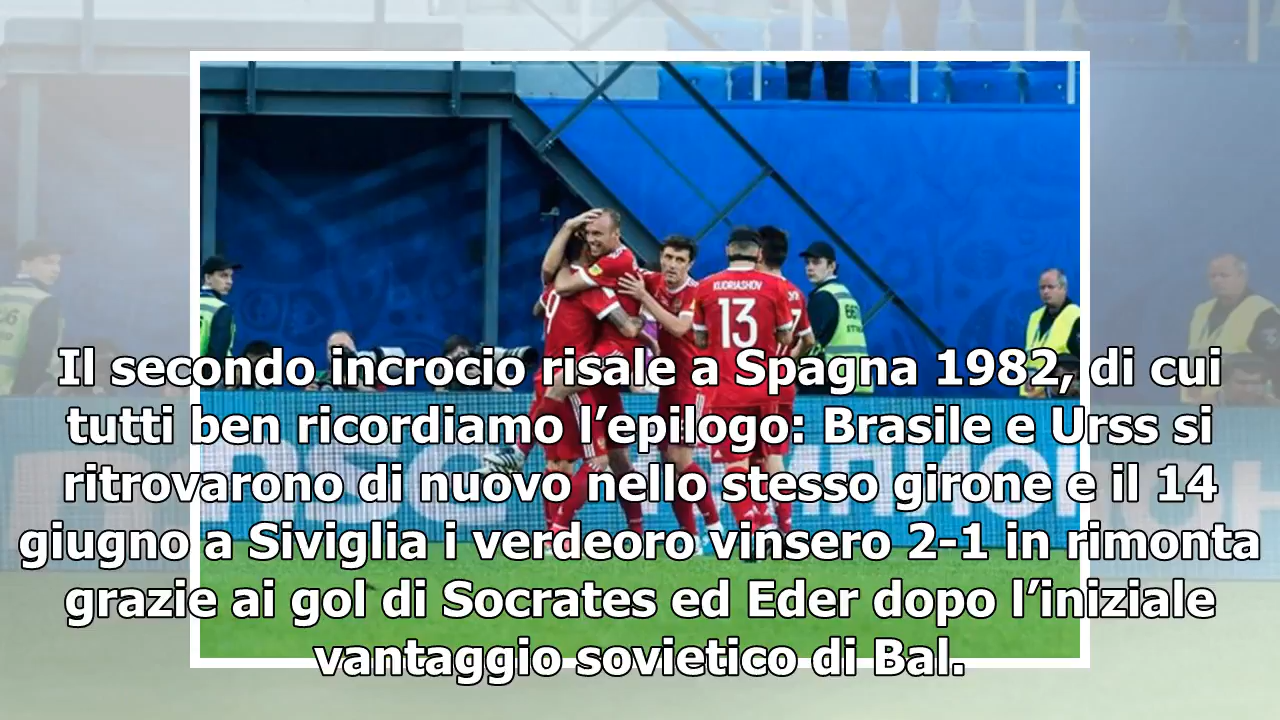 KUDRIASHOV
13
Il secondo incrocio risale a Spagna 1982, di cui
tutti ben ricordiamo l’epilogo: Brasile e Urss si
ritrovarono di nuovo nello stesso girone e il 14
giugno a Siviglia i verdeoro vinsero 2-1 in rimonta
grazie ai gol di Socrates ed Eder dopo l’iniziale
vantaggio sovietico di Bal.